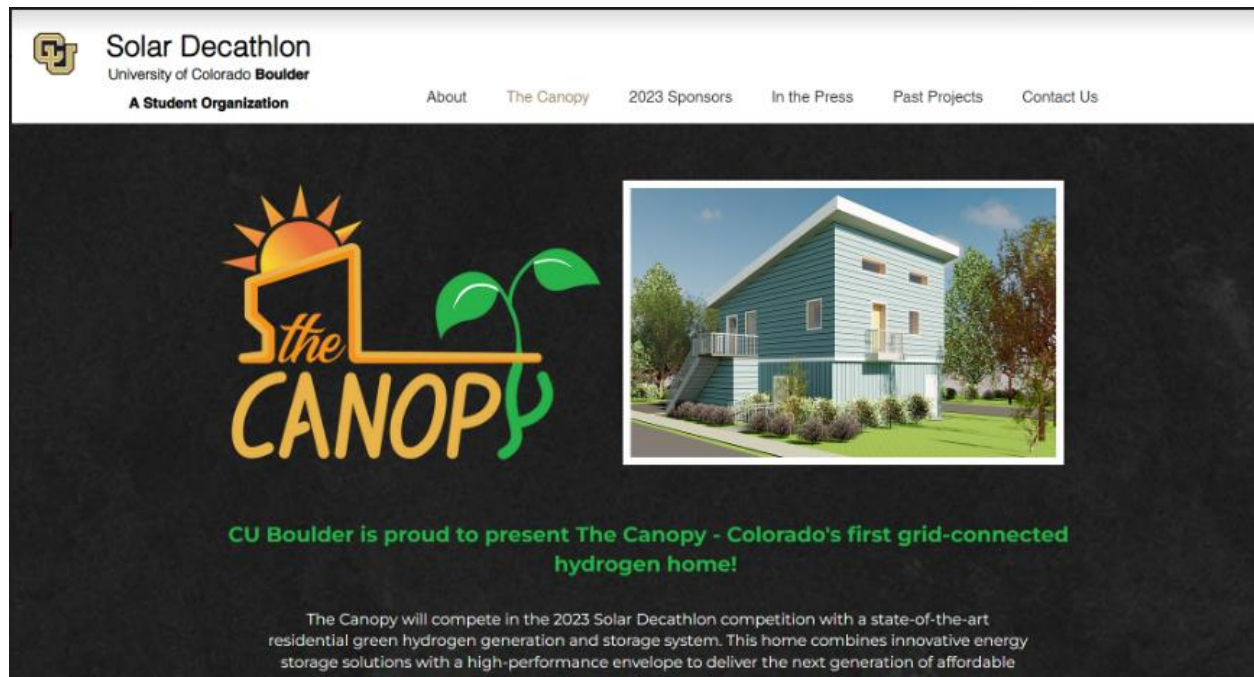 CU
Solar Decathlon
University of Colorado Boulder
A Student Organization
About The Canopy 2023 Sponsors In the Press Past Projects Contact Us
the
CANOPY
CU Boulder is proud to present The Canopy - Colorado's first grid-connected
hydrogen home!
The Canopy will compete in the 2023 Solar Decathlon competition with a state-of-the-art
residential green hydrogen generation and storage system. This home combines innovative energy
storage solutions with a high-performance envelope to deliver the next generation of affordable